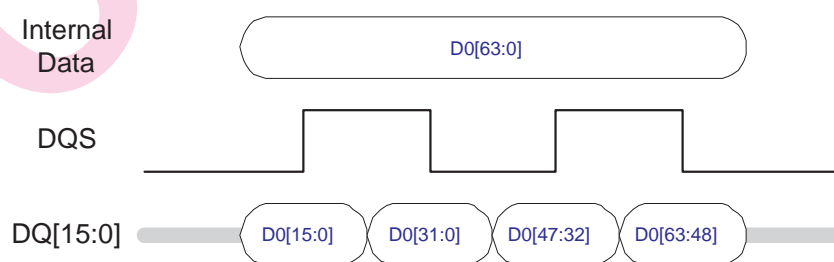 Internal
Data
D0[63:0]
DQS
DQ[15:0]
D0[15:0]
D0[31:0]
D0[47:32]
D0[63:48]